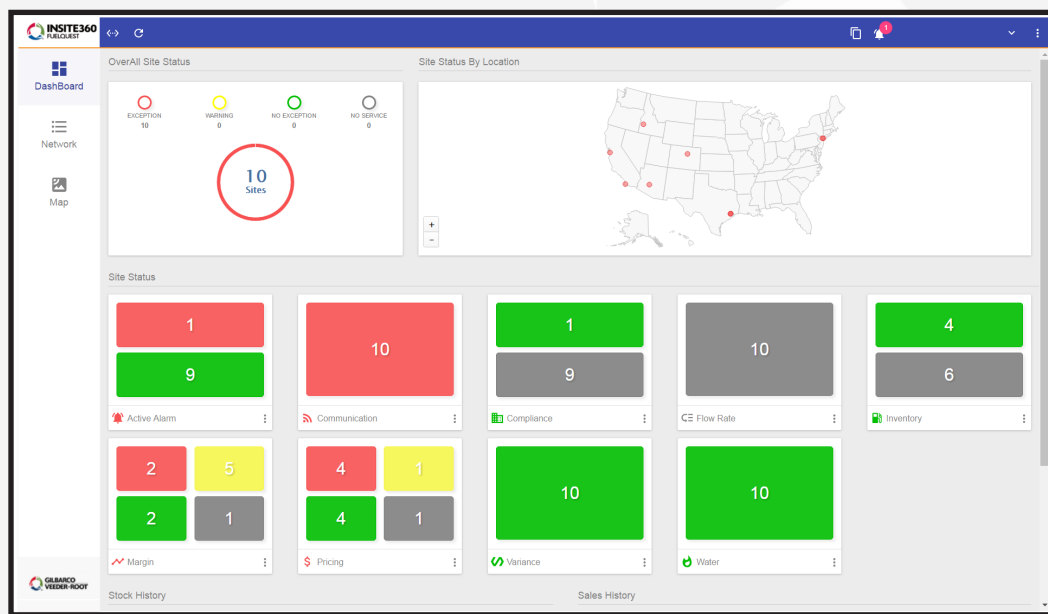 INSITE360
FUELQUEST
1
DashBoard
Network
Map
OverAll Site Status
Site Status By Location
EXCEPTION
10
WARNING
0
NO EXCEPTION
0
NO SERVICE
0
10
Sites
+
-
Site Status
1
9
Active Alarm
10
Communication
1
9
Compliance
10
Flow Rate
4
6
Inventory
2 5
2 1
Margin
4 1
4 1
Pricing
10
Variance
10
Water
GILBARCO
VEEDER-ROOT
Stock History
Sales History